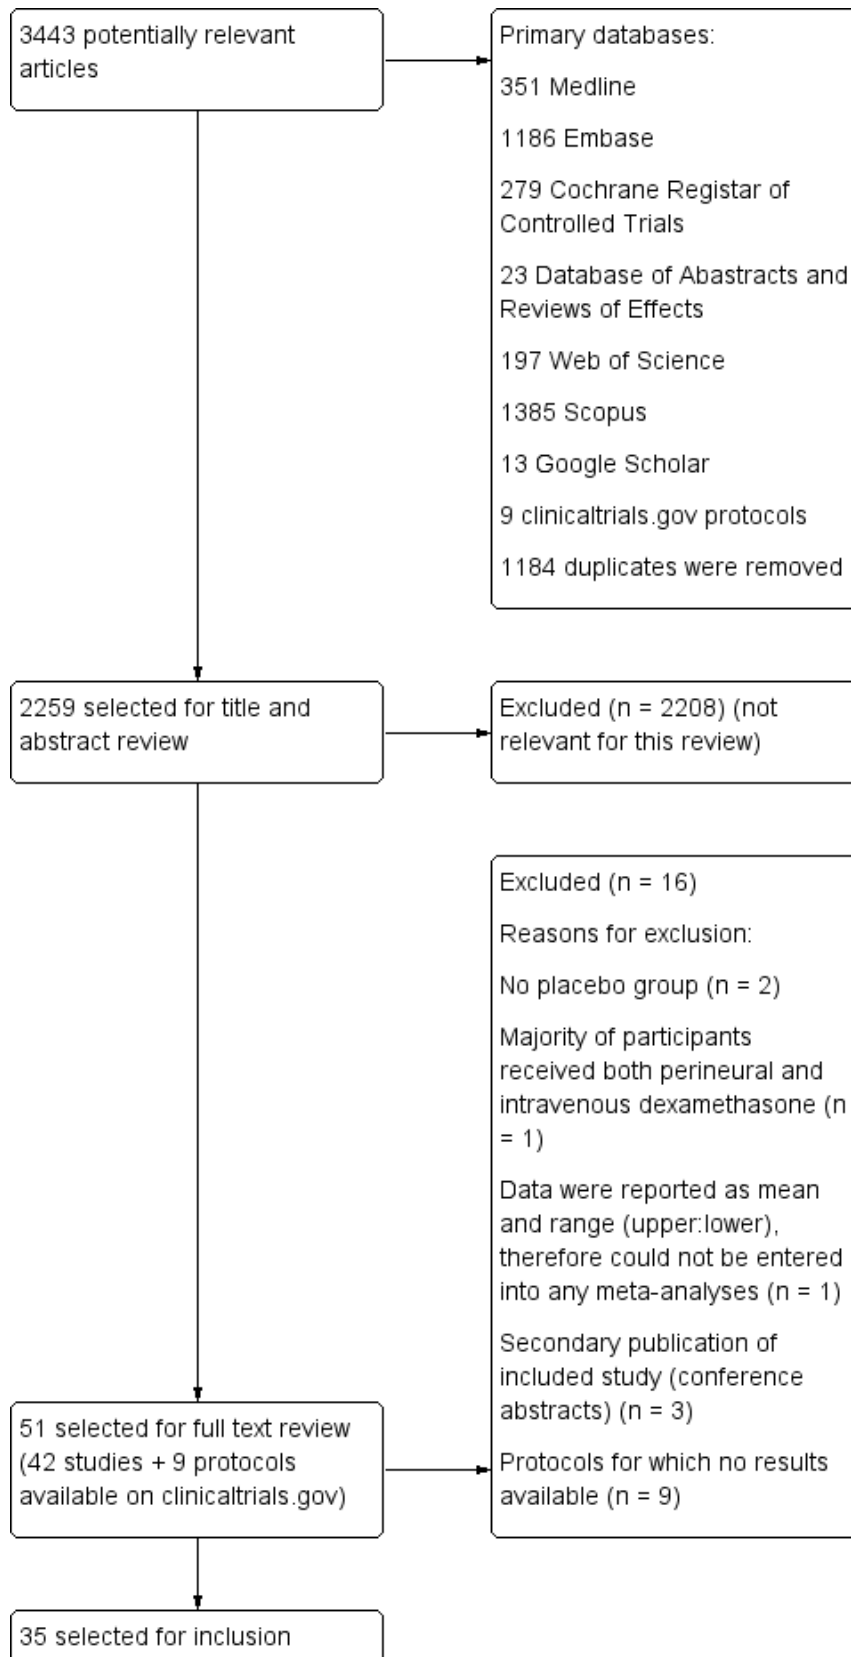 3443 potentially relevant
articles
Primary databases:
351 Medline
1186 Embase
279 Cochrane Registar of
Controlled Trials
23 Database of Abastracts and
Reviews of Effects
197 Web of Science
1385 Scopus
13 Google Scholar
9 clinicaltrials.gov protocols
1184 duplicates were removed
2259 selected for title and
abstract review
Excluded (n = 2208) (not
relevant for this review)
Excluded (n = 16)
Reasons for exclusion:
No placebo group (n = 2)
Majority of participants
received both perineural and
intravenous dexamethasone (n
= 1)
Data were reported as mean
and range (upper:lower),
therefore could not be entered
into any meta-analyses (n = 1)
Secondary publication of
included study (conference
abstracts) (n = 3)
Protocols for which no results
available (n = 9)
51 selected for full text review
(42 studies + 9 protocols
available on clinicaltrials.gov)
35 selected for inclusion